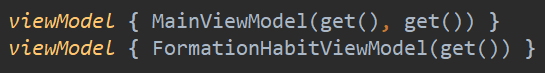 viewModel { MainViewModel(get(), get()) }
viewModel { FormationHabitViewModel(get()) }